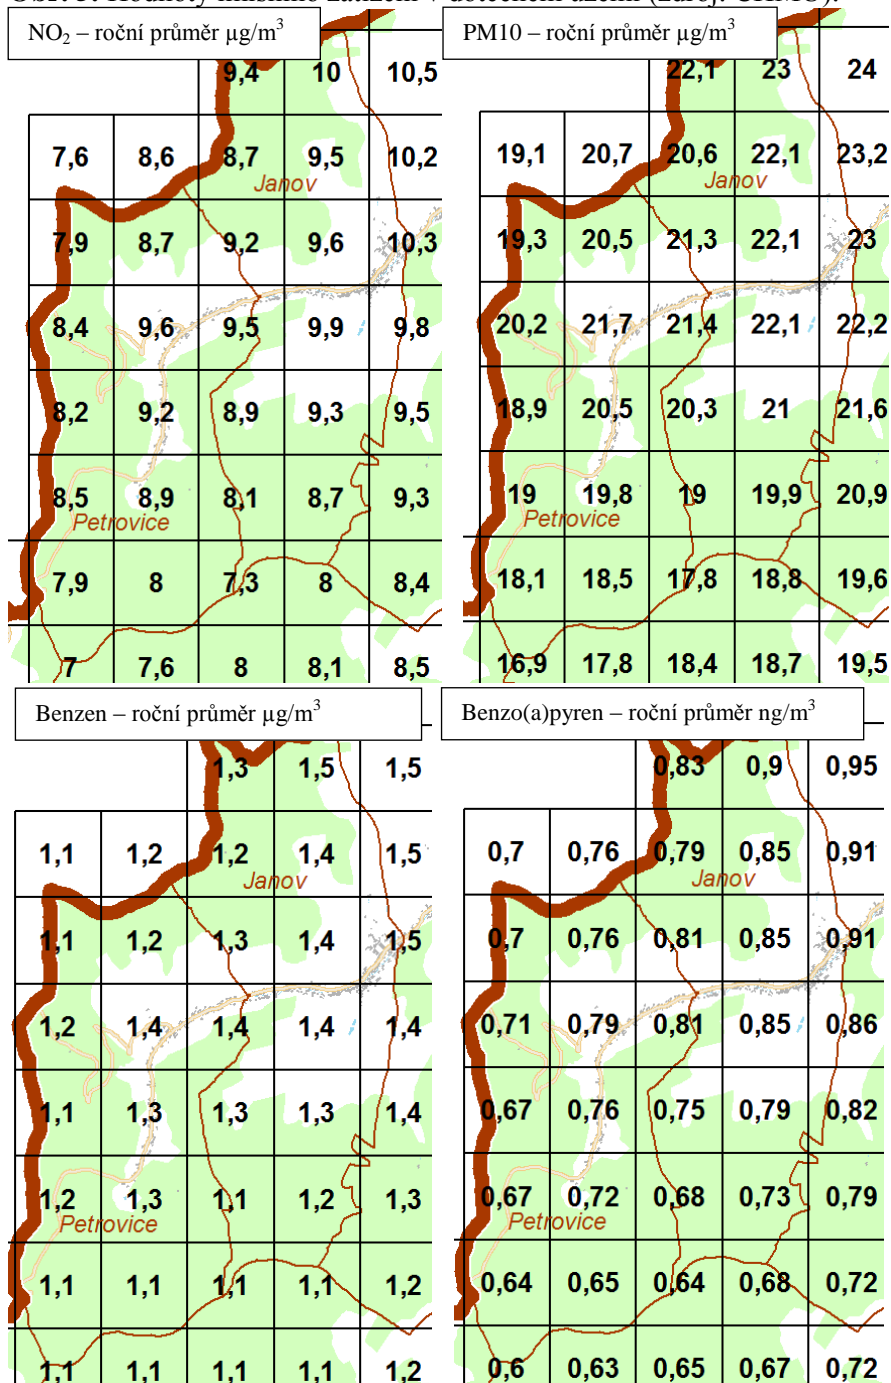 Hodnoty imisního zatížení v dotčeném území (zdroj: ČHMÚ).
NO₂ – roční průměr µg/m³
9,4 10 10,5
7,6 8,6 8,7 9,5 10,2
Janov
7,9 8,7 9,2 9,6 10,3
8,4 9,6 9,5 9,9 9,8
8,2 9,2 8,9 9,3 9,5
8,5 8,9 8,1 8,7 9,3
Petrovice
7,9 8 7,3 8 8,4
7 7,6 8 8,1 8,5
PM10 – roční průměr µg/m³
22,1 23 24
19,1 20,7 20,6 22,1 23,2
Janov
19,3 20,5 21,3 22,1 23
20,2 21,7 21,4 22,1 22,2
18,9 20,5 20,3 21 21,6
19 19,8 19 19,9 20,9
Petrovice
18,1 18,5 17,8 18,8 19,6
16,9 17,8 18,4 18,7 19,5
Benzen – roční průměr µg/m³
1,3 1,5 1,5
1,1 1,2 1,2 1,4 1,5
Janov
1,1 1,2 1,3 1,4 1,5
1,2 1,4 1,4 1,4 1,4
1,1 1,3 1,3 1,3 1,4
1,2 1,3 1,1 1,2 1,3
Petrovice
1,1 1,1 1,1 1,1 1,2
1,1 1,1 1,1 1,1 1,2
Benzo(a)pyren – roční průměr ng/m³
0,83 0,9 0,95
0,7 0,76 0,79 0,85 0,91
Janov
0,7 0,76 0,81 0,85 0,91
0,71 0,79 0,81 0,85 0,86
0,67 0,76 0,75 0,79 0,82
0,67 0,72 0,68 0,73 0,79
Petrovice
0,64 0,65 0,64 0,68 0,72
0,6 0,63 0,65 0,67 0,72